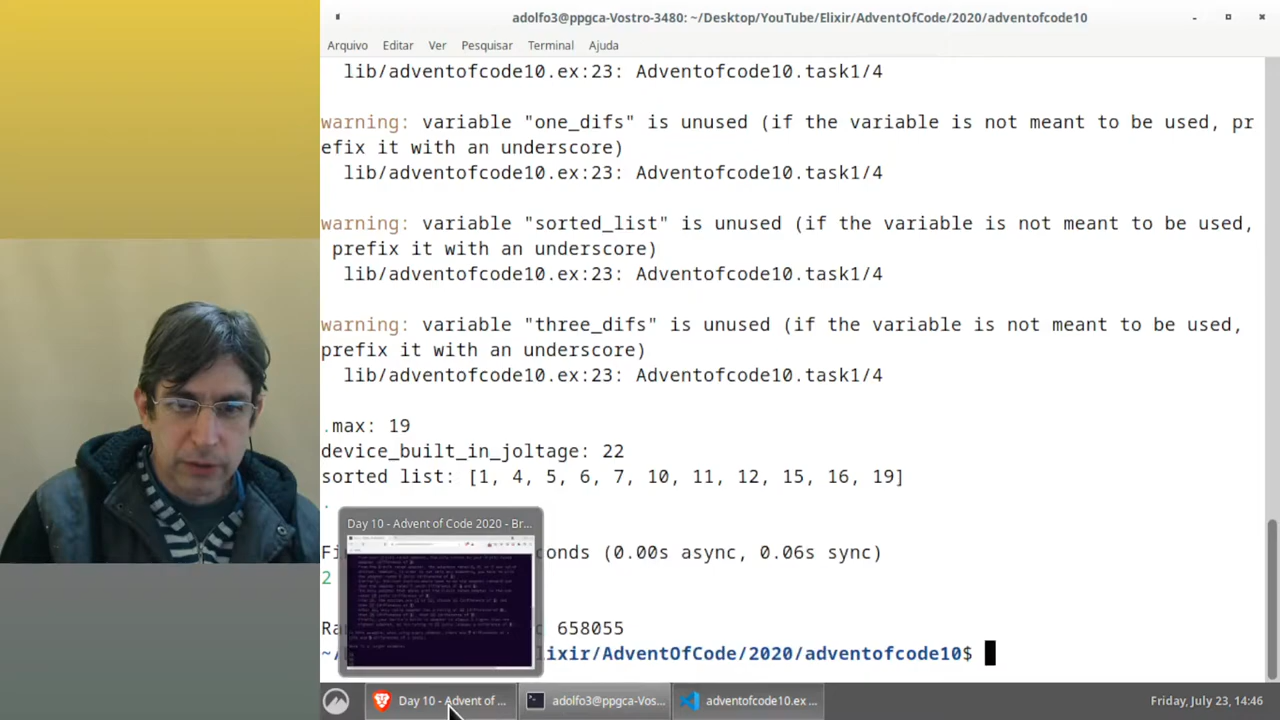 adolfo3@ppgca-Vostro-3480: ~/Desktop/YouTube/Elixir/AdventOfCode/2020/adventofcode10
Arquivo Editar Ver Pesquisar Terminal Ajuda
lib/adventofcode10.ex:23: Adventofcode10.task1/4
warning: variable "one_difs" is unused (if the variable is not meant to be used, pr
efix it with an underscore)
lib/adventofcode10.ex:23: Adventofcode10.task1/4
warning: variable "sorted_list" is unused (if the variable is not meant to be used,
prefix it with an underscore)
lib/adventofcode10.ex:23: Adventofcode10.task1/4
warning: variable "three_difs" is unused (if the variable is not meant to be used,
prefix it with an underscore)
lib/adventofcode10.ex:23: Adventofcode10.task1/4
.max: 19
device_built_in_joltage: 22
sorted list: [1, 4, 5, 6, 7, 10, 11, 12, 15, 16, 19]
.
Day 10 - Advent of Code 2020 - Br...
(0.00s async, 0.06s sync)
2
658055
lixir/AdventOfCode/2020/adventofcode10$
Day 10 - Advent of ... adolfo3@ppgca-Vos... adventofcode10.ex ... Friday, July 23, 14:46